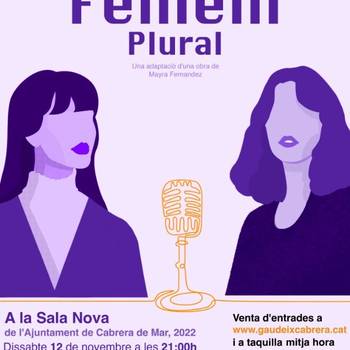 Femení
Plural
Una adaptació d'una obra de
Mayra Fernandez
A la Sala Nova
de l'Ajuntament de Cabrera de Mar, 2022
Dissabte 12 de novembre a les 21:00h
Venta d'entrades a
www.gaudeixcabrera.cat
i a taquilla mitja hora